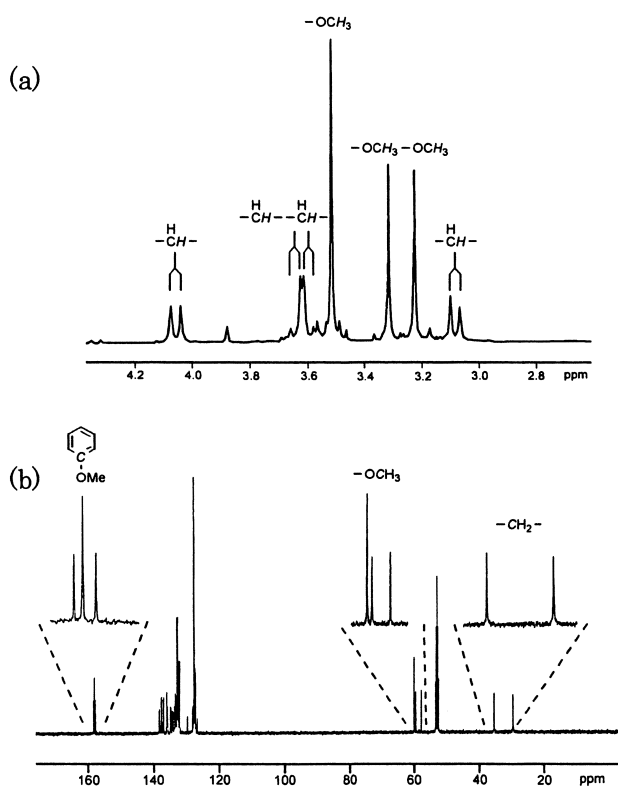 (a)
–OCH₃
–OCH₃ –OCH₃
H
–CH–
H H
–CH––CH–
H
–CH–
4.2 4.0 3.8 3.6 3.4 3.2 3.0 2.8 ppm
(b)
C
OMe
–OCH₃
–CH₂–
160 140 120 100 80 60 40 20 ppm